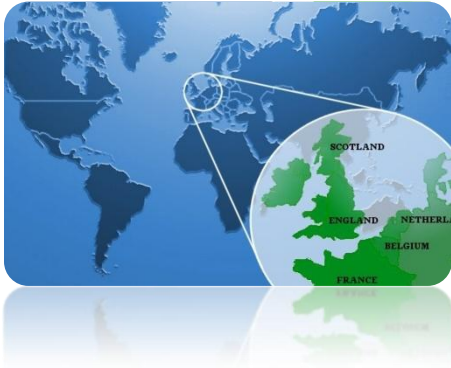 SCOTLAND
ENGLAND
NETHERLA
BELGIUM
FRANCE